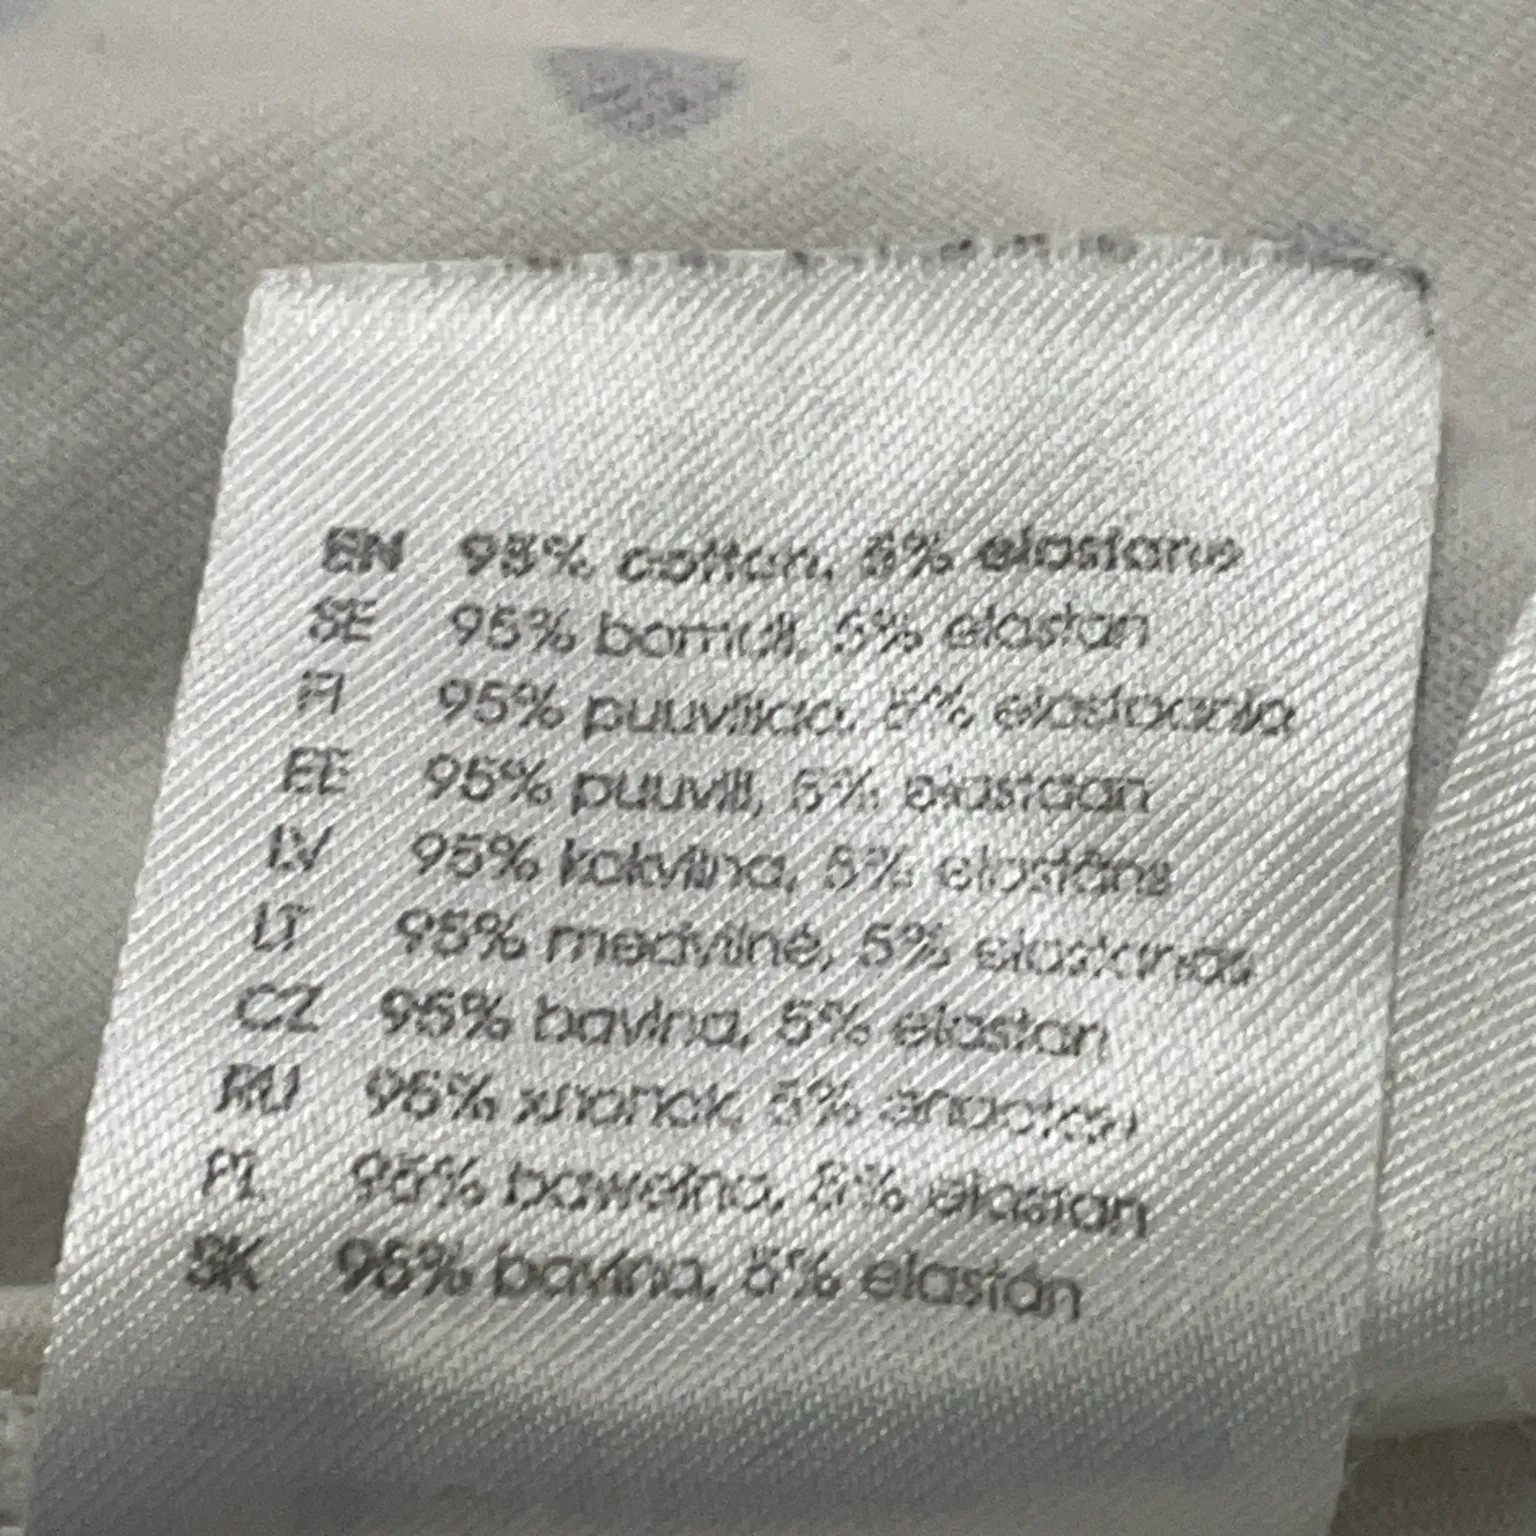 EN 95% cotton, 5% elastane
SE 95% bomull, 5% elastan
FI 95% puuvillaa, 5% elastaania
EE 95% puuvill, 5% elastaan
LV 95% kokvilna, 5% elastāns
LT 95% medvilnė, 5% elastanas
CZ 95% bavlna, 5% elastan
RU 95% хлопок, 5% эластан
PL 95% bawełna, 5% elastan
SK 95% bavlna, 5% elastán